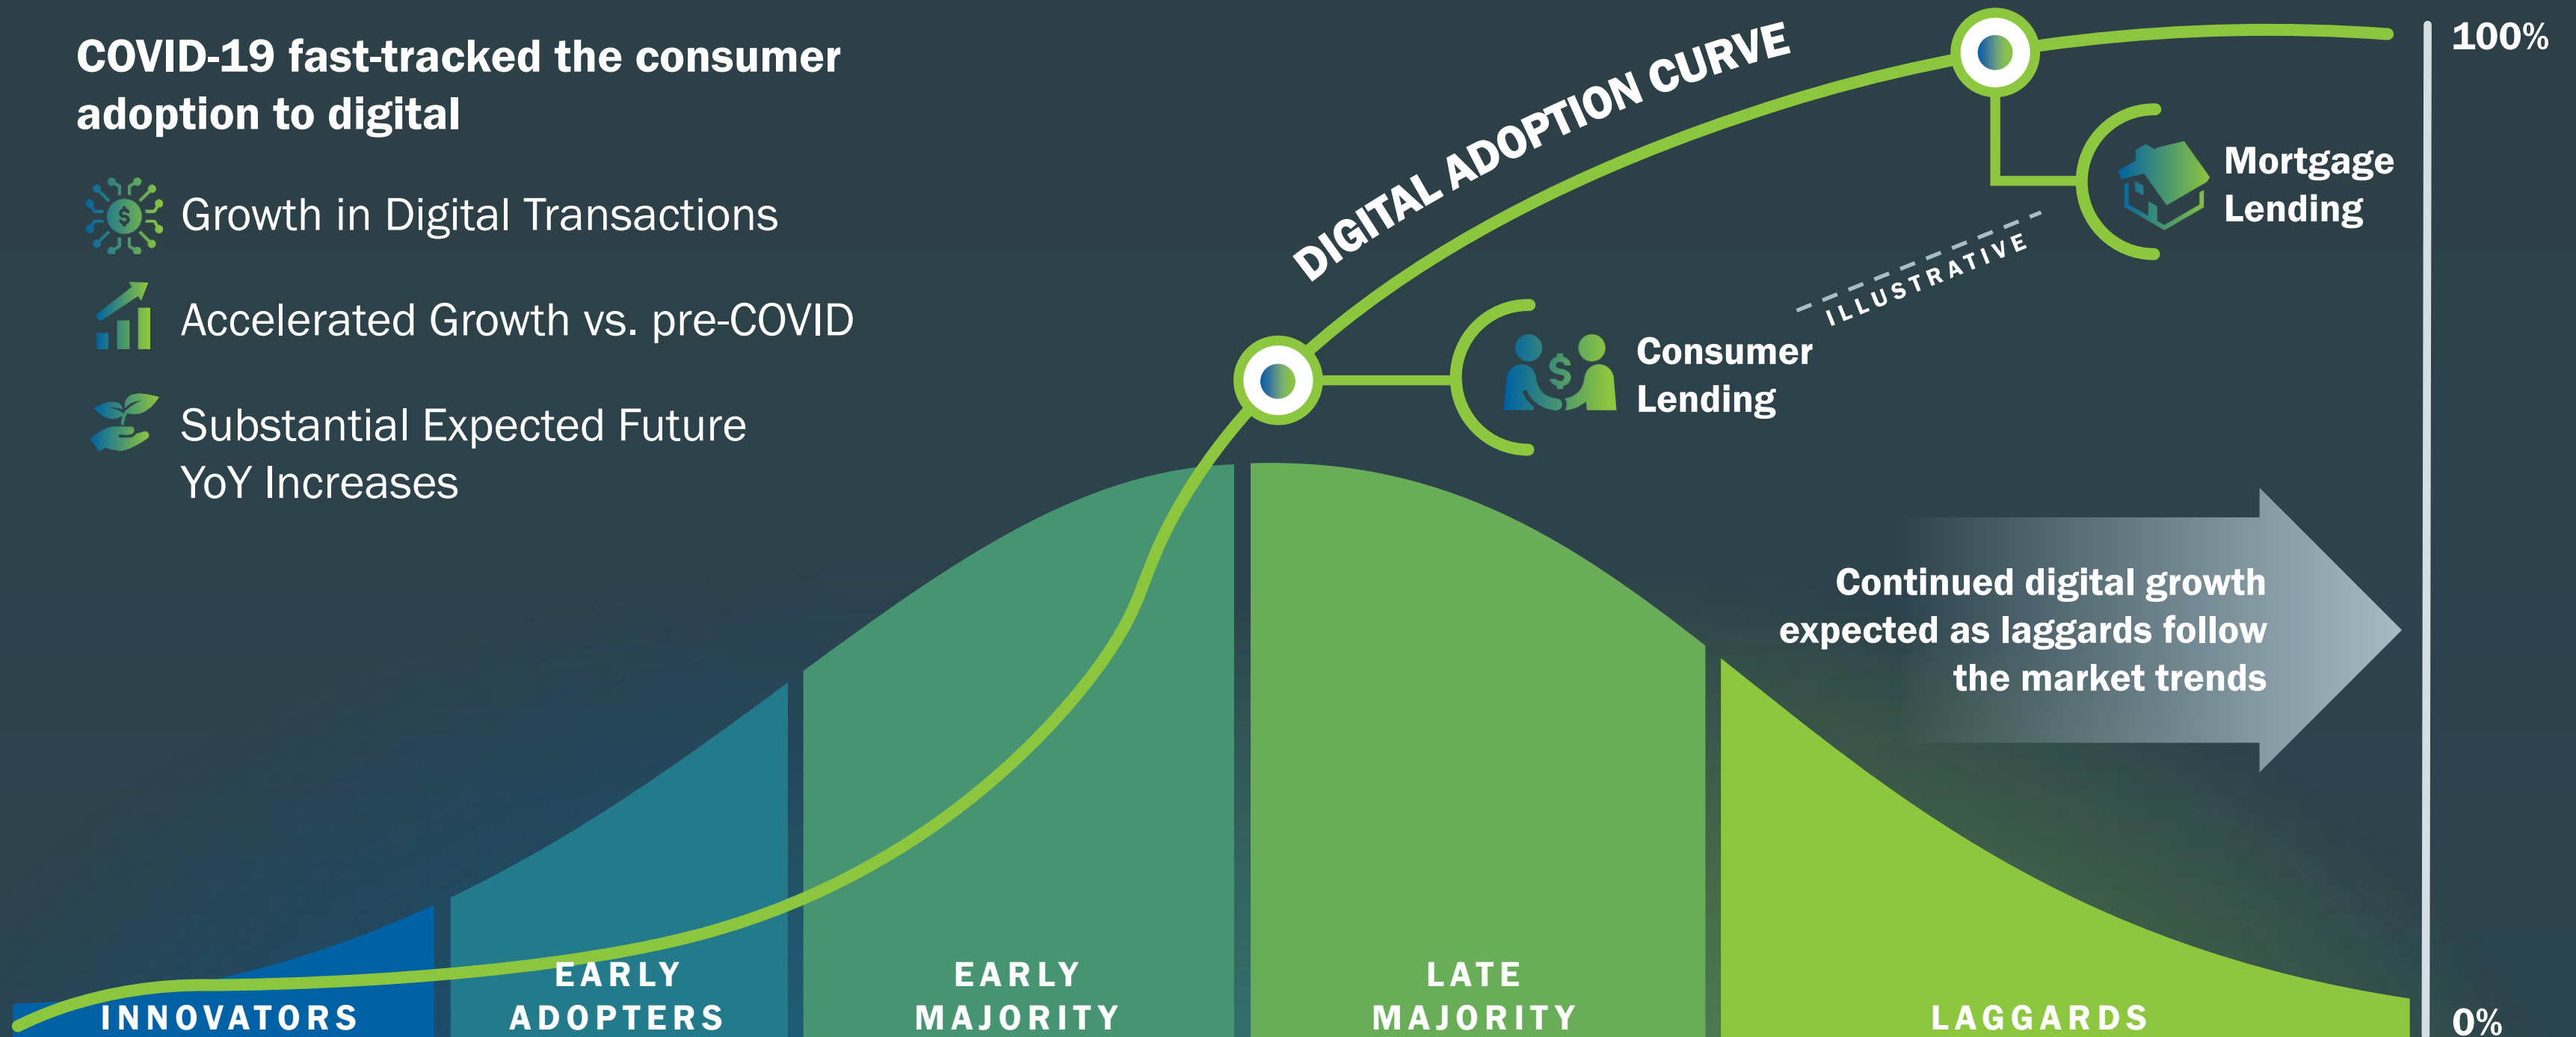 COVID-19 fast-tracked the consumer
adoption to digital
Growth in Digital Transactions
Accelerated Growth vs. pre-COVID
Substantial Expected Future
YoY Increases
DIGITAL ADOPTION CURVE
100%
Mortgage
Lending
ILLUSTRATIVE
$
$
Consumer
Lending
Continued digital growth
expected as laggards follow
the market trends
INNOVATORS
EARLY
ADOPTERS
EARLY
MAJORITY
LATE
MAJORITY
LAGGARDS
0%